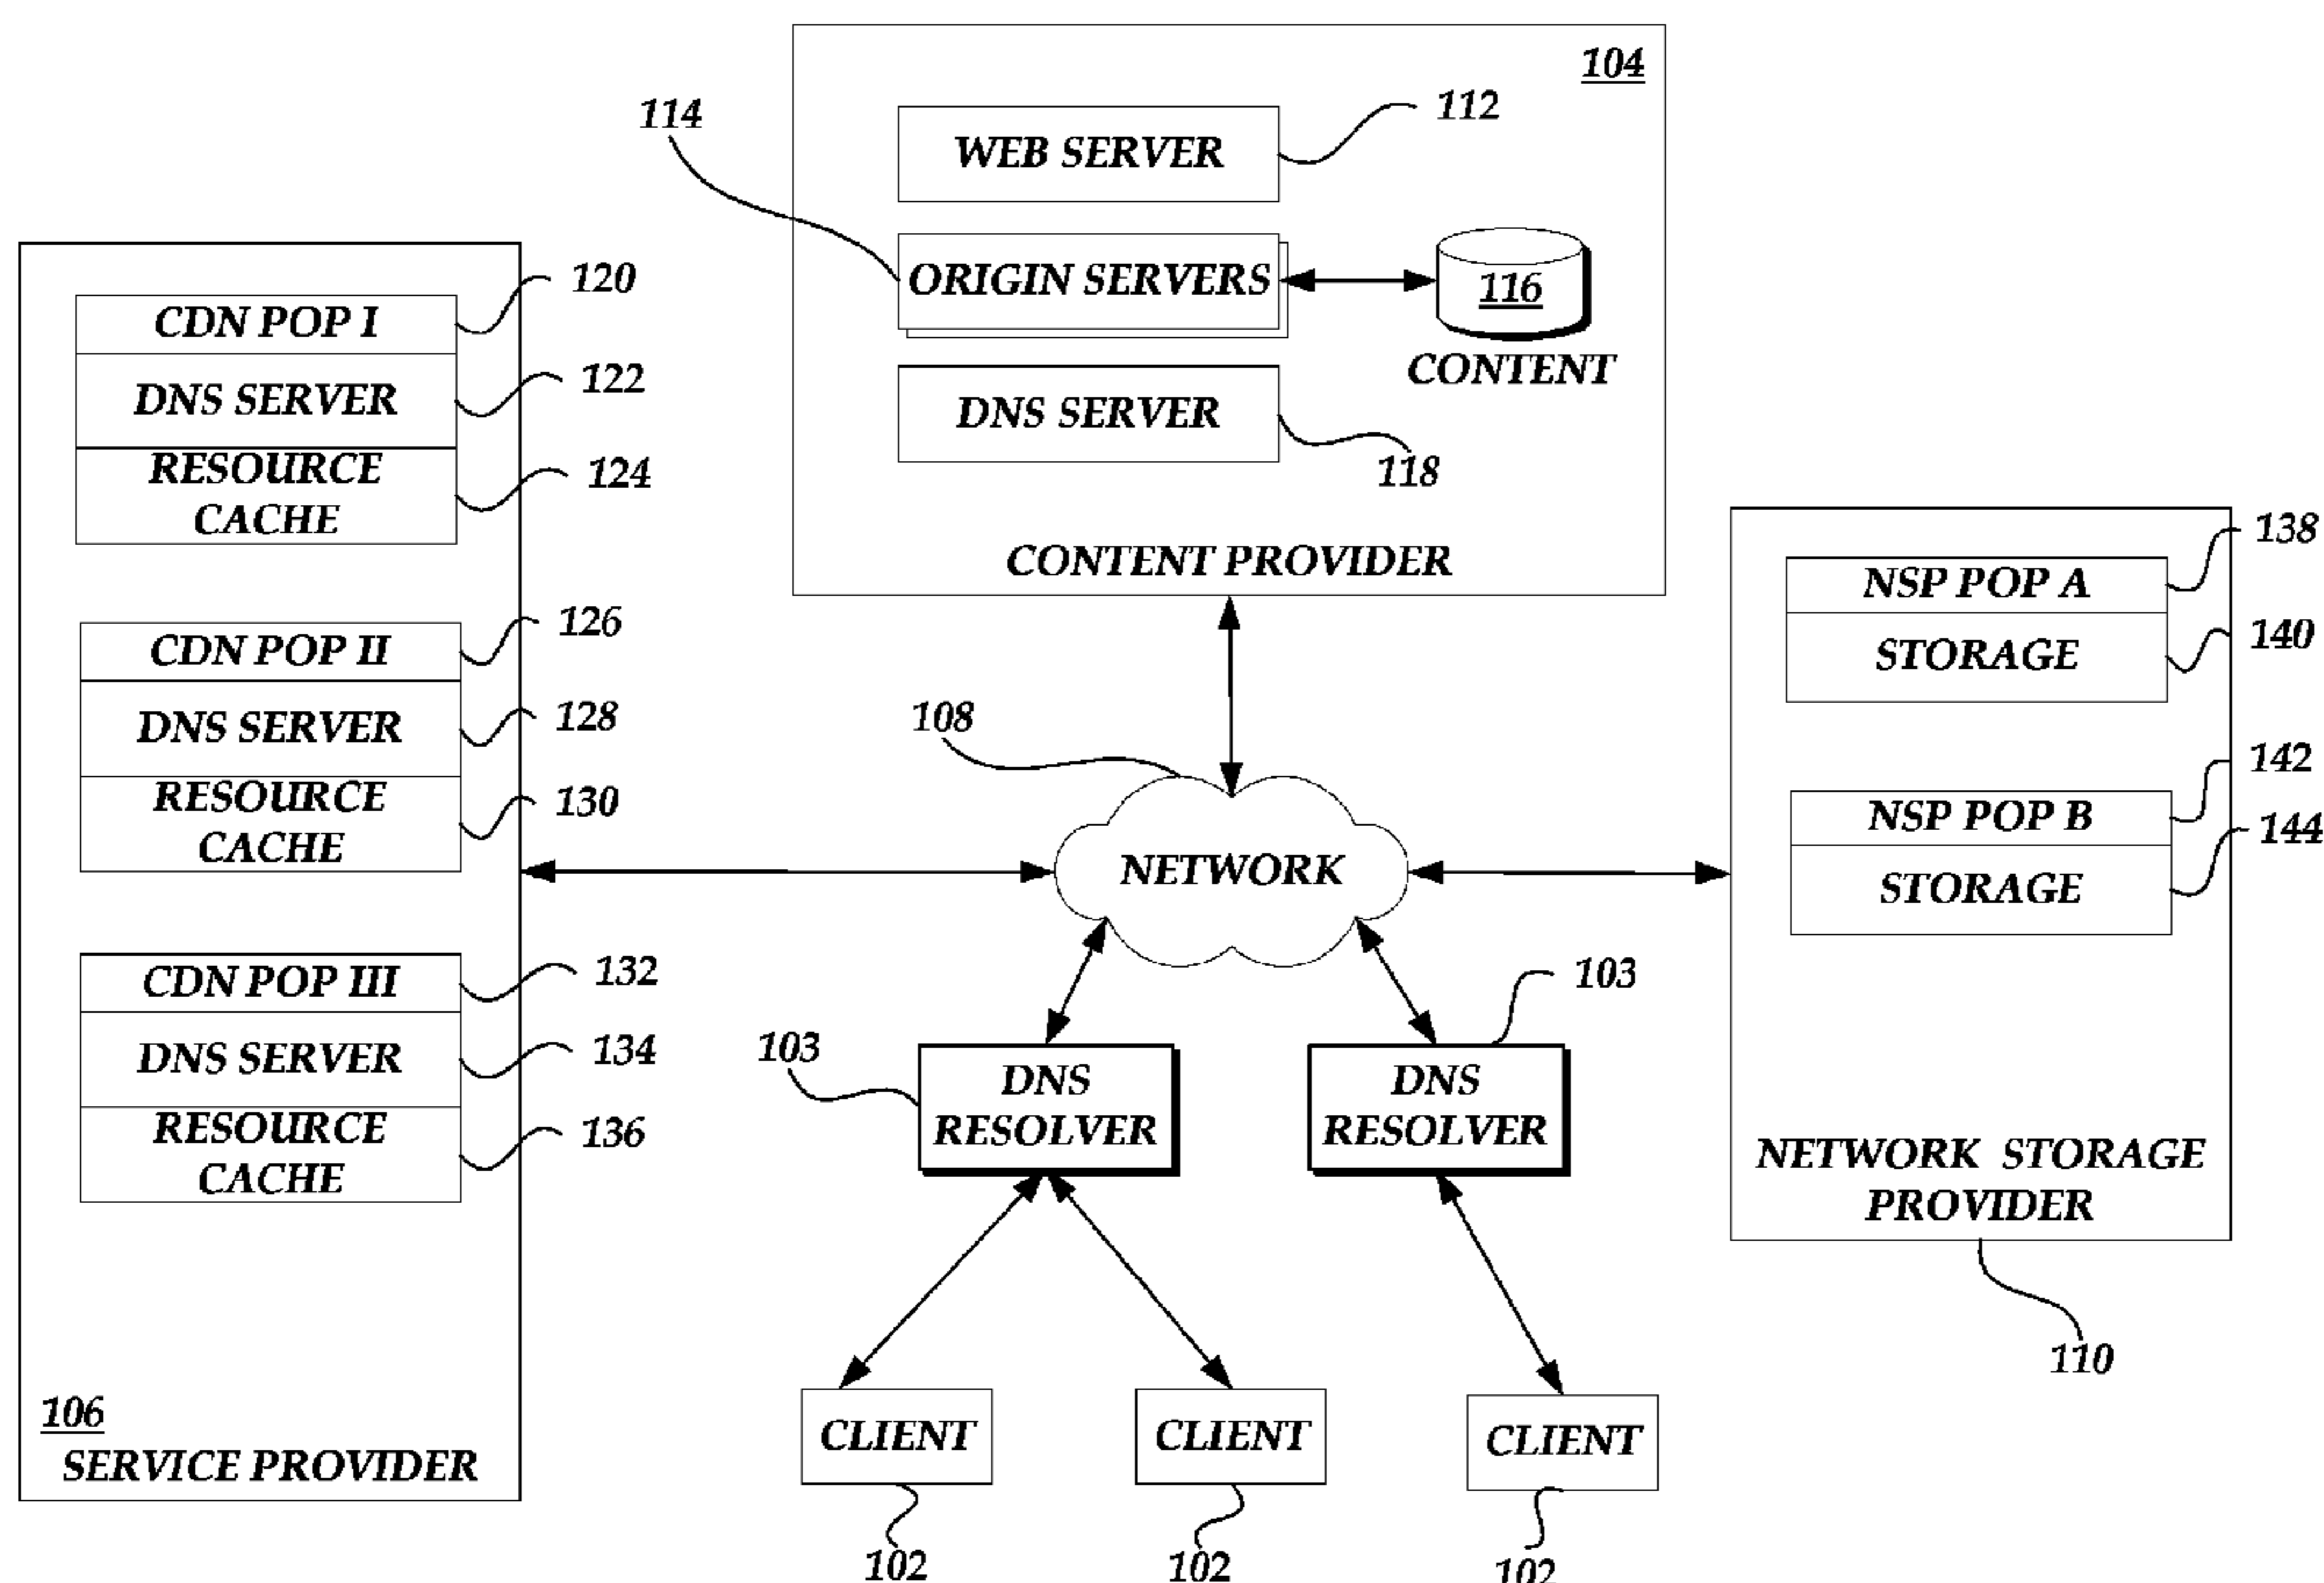 104
114
112
WEB SERVER
ORIGIN SERVERS
116
CONTENT
DNS SERVER
118
CONTENT PROVIDER
120
CDN POP I
122
DNS SERVER
124
RESOURCE
CACHE
126
CDN POP II
128
DNS SERVER
130
RESOURCE
CACHE
132
CDN POP III
134
DNS SERVER
136
RESOURCE
CACHE
106
SERVICE PROVIDER
108
NETWORK
138
NSP POP A
140
STORAGE
142
NSP POP B
144
STORAGE
NETWORK STORAGE
PROVIDER
110
103
DNS
RESOLVER
103
DNS
RESOLVER
CLIENT
CLIENT
CLIENT
102
102
102